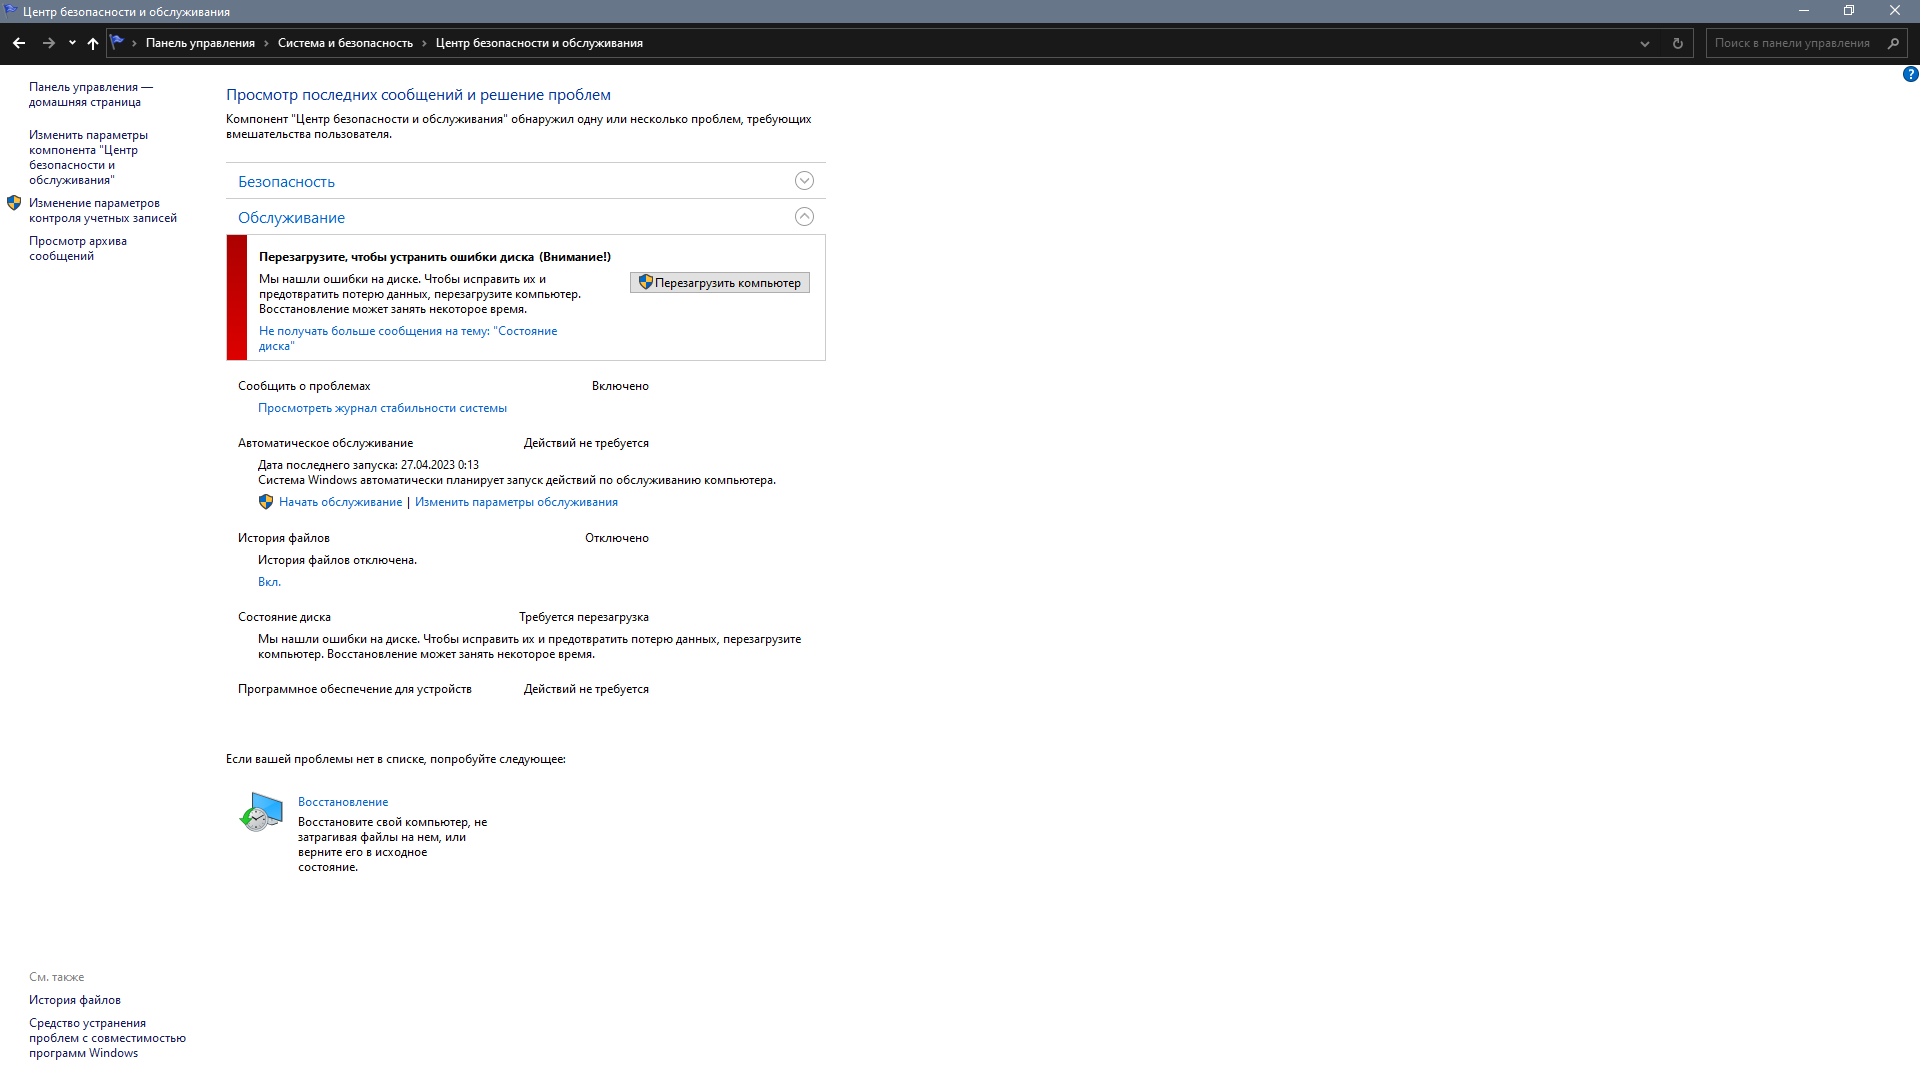 Центр безопасности и обслуживания
Панель управления › Система и безопасность › Центр безопасности и обслуживания
Поиск в панели управления
?
Панель управления —
домашняя страница
Изменить параметры
компонента "Центр
безопасности и
обслуживания"
Изменение параметров
контроля учетных записей
Просмотр архива
сообщений
Просмотр последних сообщений и решение проблем
Компонент "Центр безопасности и обслуживания" обнаружил одну или несколько проблем, требующих
вмешательства пользователя.
Безопасность
Обслуживание
Перезагрузите, чтобы устранить ошибки диска (Внимание!)
Мы нашли ошибки на диске. Чтобы исправить их и
предотвратить потерю данных, перезагрузите компьютер.
Восстановление может занять некоторое время.
Перезагрузить компьютер
Не получать больше сообщения на тему: "Состояние
диска"
Сообщить о проблемах Включено
Просмотреть журнал стабильности системы
Автоматическое обслуживание Действий не требуется
Дата последнего запуска: 27.04.2023 0:13
Система Windows автоматически планирует запуск действий по обслуживанию компьютера.
Начать обслуживание | Изменить параметры обслуживания
История файлов Отключено
История файлов отключена.
Вкл.
Состояние диска Требуется перезагрузка
Мы нашли ошибки на диске. Чтобы исправить их и предотвратить потерю данных, перезагрузите
компьютер. Восстановление может занять некоторое время.
Программное обеспечение для устройств Действий не требуется
Если вашей проблемы нет в списке, попробуйте следующее:
Восстановление
Восстановите свой компьютер, не
затрагивая файлы на нем, или
верните его в исходное
состояние.
См. также
История файлов
Средство устранения
проблем с совместимостью
программ Windows